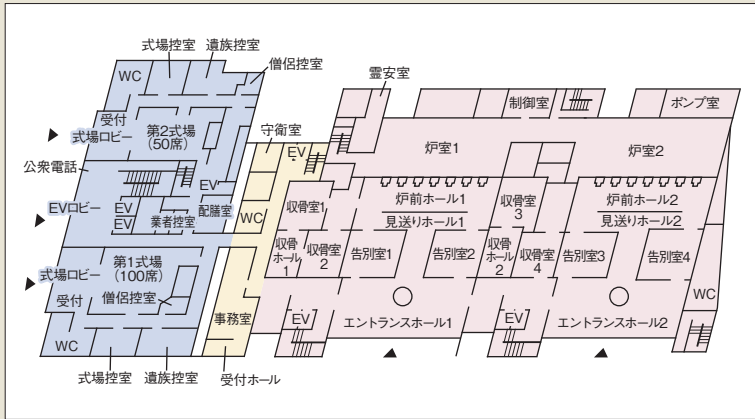 式場控室
遺族控室
僧侶控室
WC
受付
式場ロビー
第2式場
(50席)
公衆電話
守衛室
EV
霊安室
制御室
ポンプ室
炉室1
炉室2
EVロビー
EV
EV
業者控室
EV
配膳室
WC
収骨室1
炉前ホール1
見送りホール1
収骨室
3
炉前ホール2
見送りホール2
式場ロビー
第1式場
(100席)
僧侶控室
受付
WC
式場控室
遺族控室
収骨
ホール
1
収骨室
2
告別室1
告別室2
収骨
ホール
2
収骨室
4
告別室3
告別室4
WC
事務室
受付ホール
EV
エントランスホール1
EV
エントランスホール2